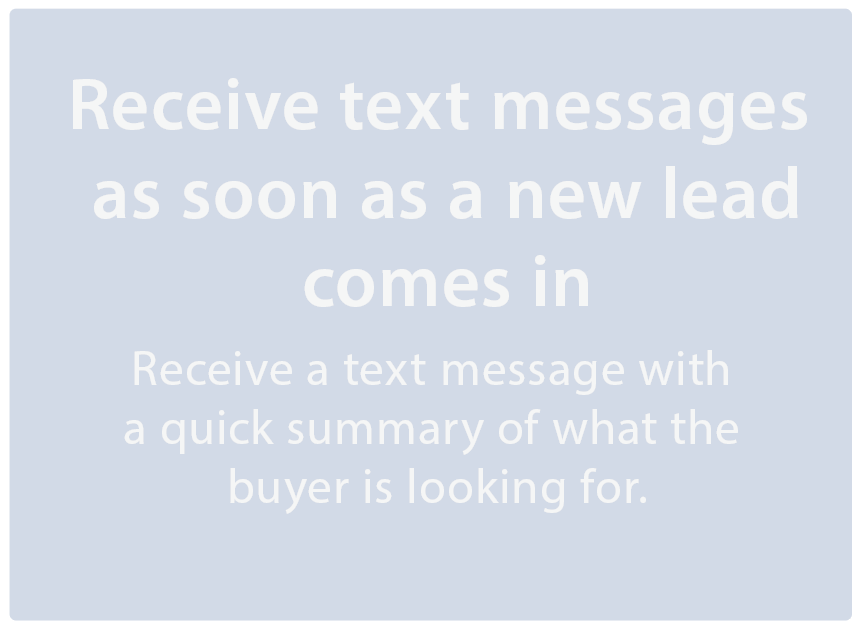 Receive text messages
as soon as a new lead
comes in
Receive a text message with
a quick summary of what the
buyer is looking for.